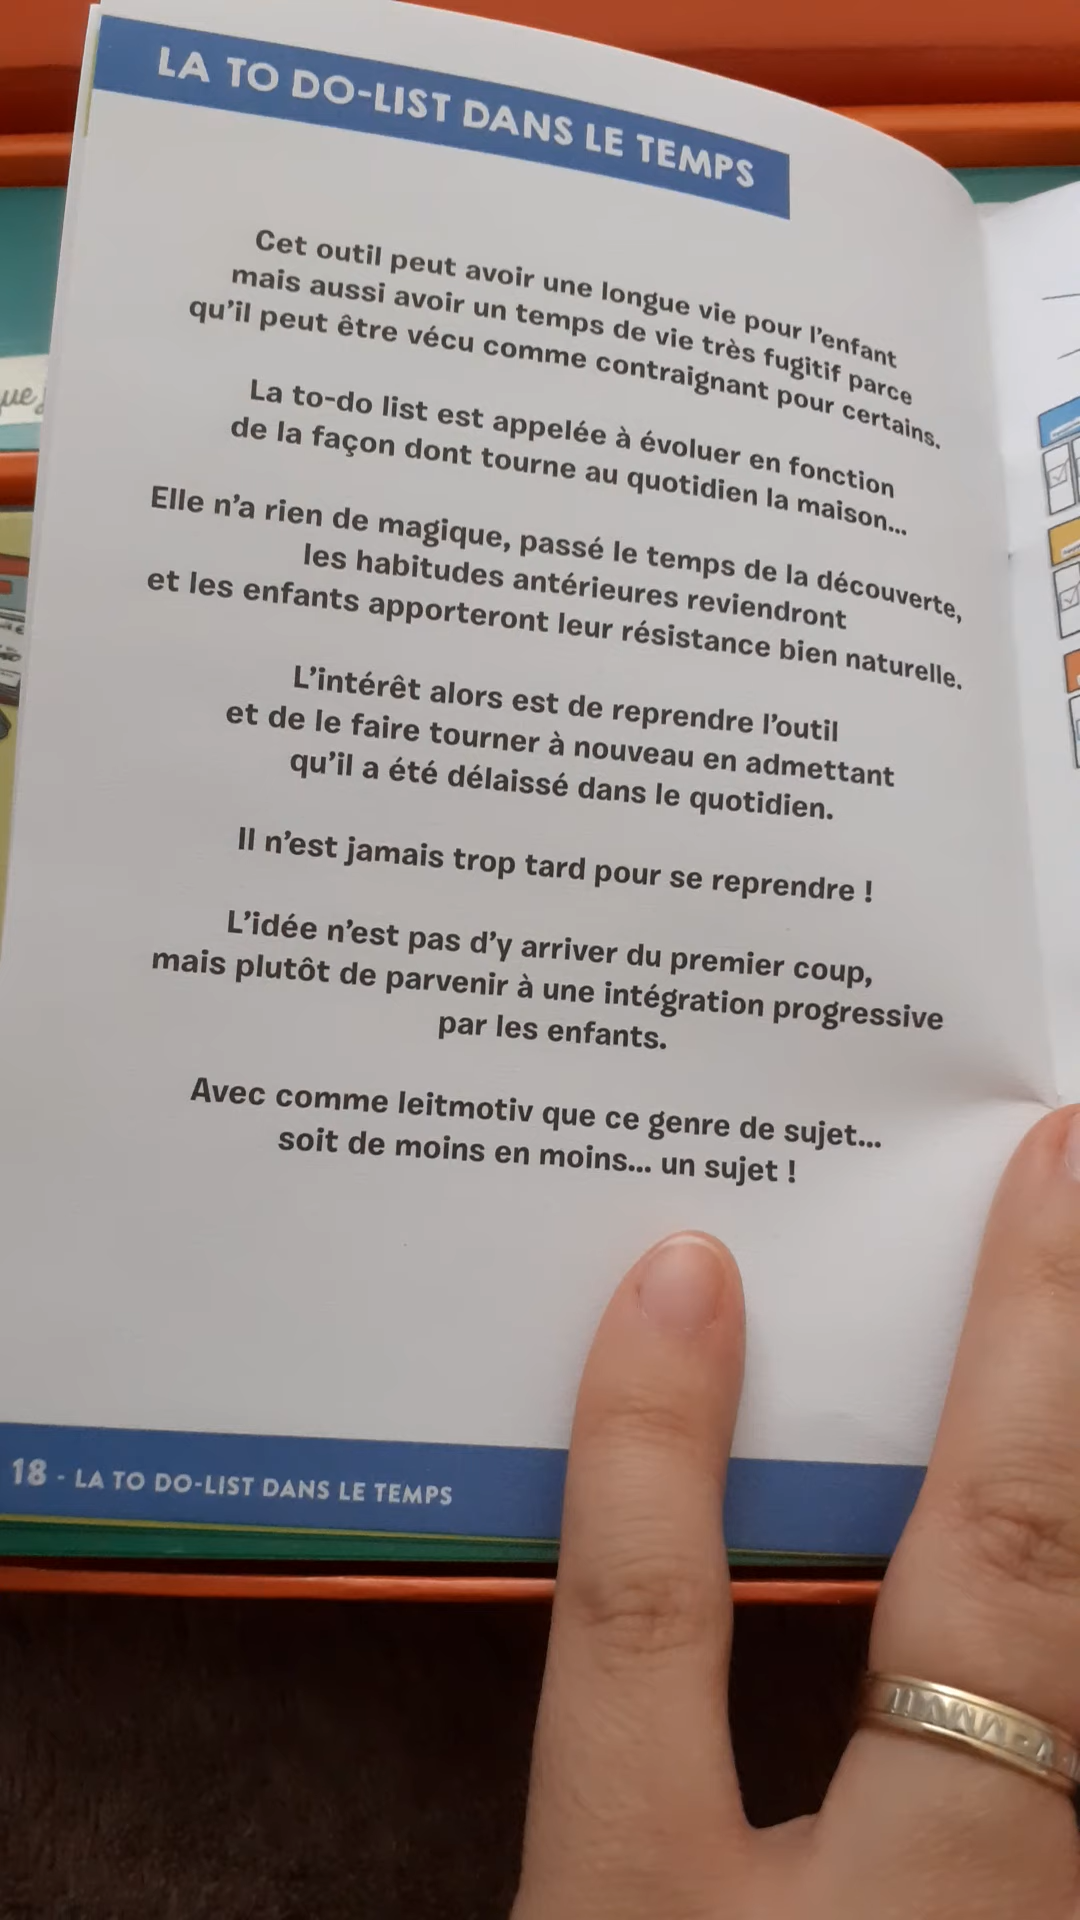 LA TO DO-LIST DANS LE TEMPS
Cet outil peut avoir une longue vie pour l'enfant
mais aussi avoir un temps de vie très fugitif parce
qu'il peut être vécu comme contraignant pour certains.
La to-do list est appelée à évoluer en fonction
de la façon dont tourne au quotidien la maison...
Elle n'a rien de magique, passé le temps de la découverte,
les habitudes antérieures reviendront
et les enfants apporteront leur résistance bien naturelle.
L'intérêt alors est de reprendre l'outil
et de le faire tourner à nouveau en admettant
qu'il a été délaissé dans le quotidien.
Il n'est jamais trop tard pour se reprendre !
L'idée n'est pas d'y arriver du premier coup,
mais plutôt de parvenir à une intégration progressive
par les enfants.
Avec comme leitmotiv que ce genre de sujet...
soit de moins en moins... un sujet !
18 - LA TO DO-LIST DANS LE TEMPS